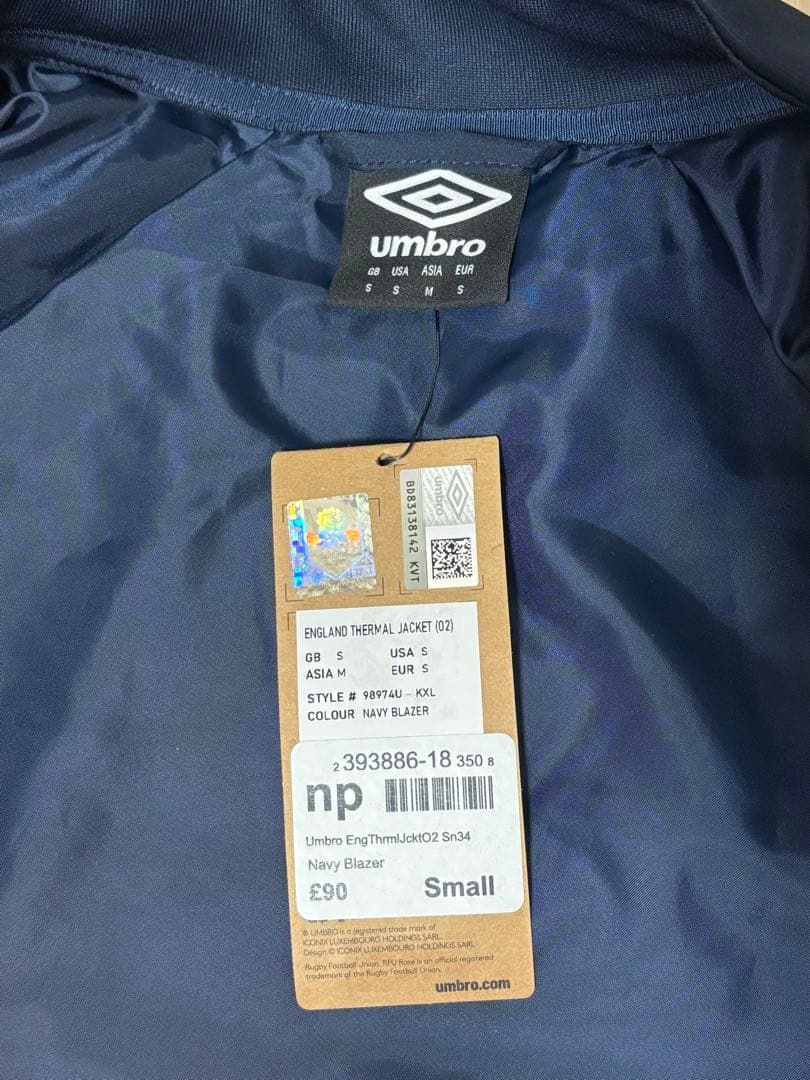 umbro
GB USA ASIA EUR
S S M S
umbro
BD83138142 KVT
ENGLAND THERMAL JACKET (02)
GB S USA S
ASIA M EUR S
STYLE # 98974U - KXL
COLOUR NAVY BLAZER
2 393886-18 350 8
np
Umbro EngThrmlJcktO2 Sn34
Navy Blazer
£90 Small
® UMBRO is a registered trade mark of
ICONIX LUXEMBOURG HOLDINGS SARL.
Design © ICONIX LUXEMBOURG HOLDINGS SARL
Rugby Football Union. RFU Rose is an official registered
trademark of the Rugby Football Union.
umbro.com